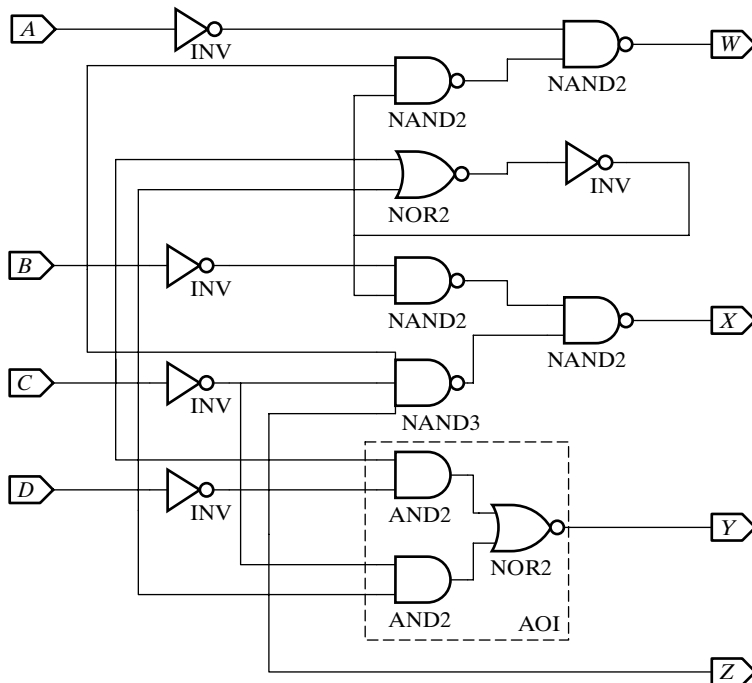 A
INV
NAND2
W
NAND2
NOR2
INV
B
INV
NAND2
NAND2
X
C
INV
NAND3
D
INV
AND2
NOR2
Y
AND2
AOI
Z